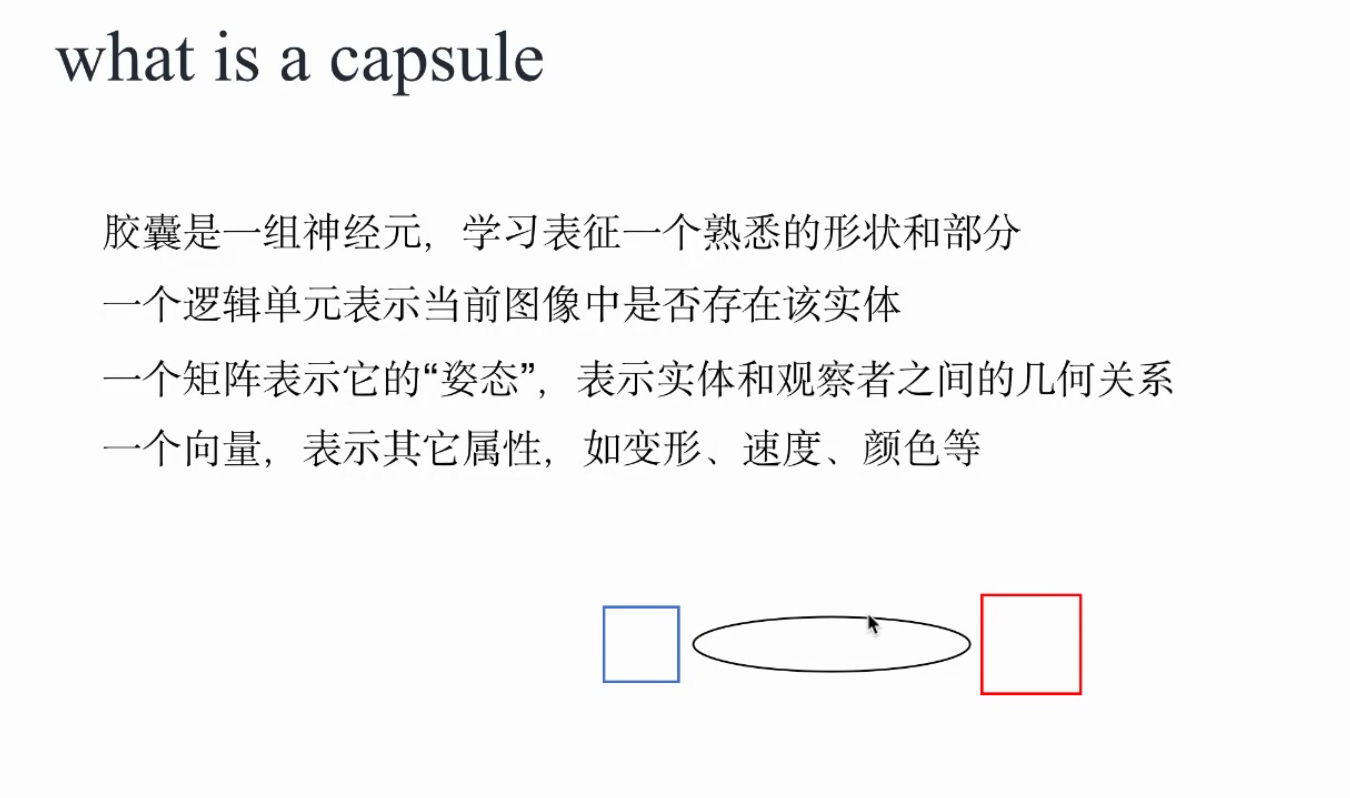 what is a capsule
胶囊是一组神经元，学习表征一个熟悉的形状和部分
一个逻辑单元表示当前图像中是否存在该实体
一个矩阵表示它的“姿态”，表示实体和观察者之间的几何关系
一个向量，表示其它属性，如变形、速度、颜色等